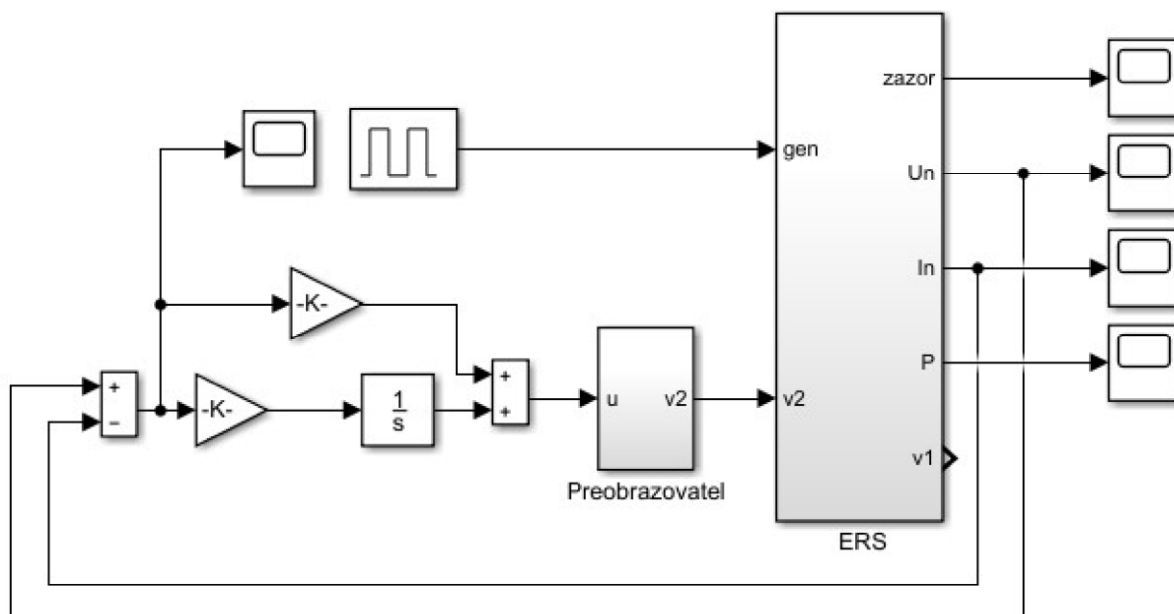 zazor
gen
Un
In
-K-
P
+
+
-K-
1
s
+
u
v2
v2
−
+
v1
Preobrazovatel
ERS